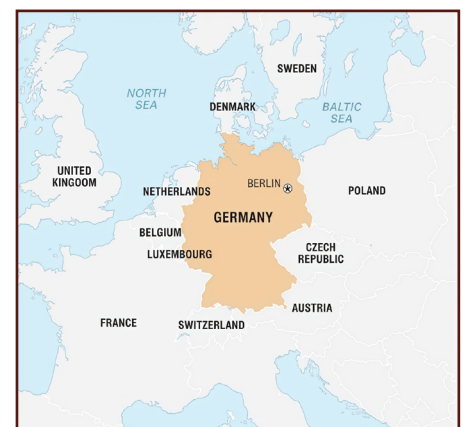 SWEDEN
NORTH
SEA
DENMARK
BALTIC
SEA
UNITED
KINGDOM
NETHERLANDS
BERLIN
POLAND
GERMANY
BELGIUM
LUXEMBOURG
CZECH
REPUBLIC
AUSTRIA
FRANCE
SWITZERLAND